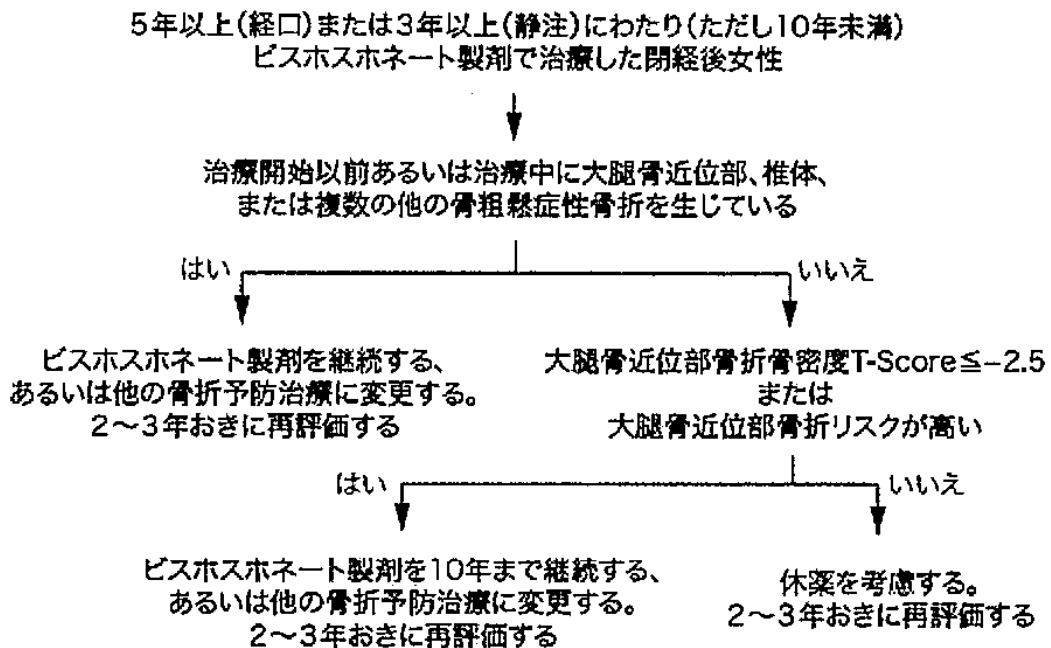 5年以上(経口)または3年以上(静注)にわたり(ただし10年未満)
ビスホスホネート製剤で治療した閉経後女性
治療開始以前あるいは治療中に大腿骨近位部、椎体、
または複数の他の骨粗鬆症性骨折を生じている
はい
いいえ
ビスホスホネート製剤を継続する、
あるいは他の骨折予防治療に変更する。
2〜3年おきに再評価する
大腿骨近位部骨折骨密度T-Score≦−2.5
または
大腿骨近位部骨折リスクが高い
はい
いいえ
ビスホスホネート製剤を10年まで継続する、
あるいは他の骨折予防治療に変更する。
2〜3年おきに再評価する
休薬を考慮する。
2〜3年おきに再評価する